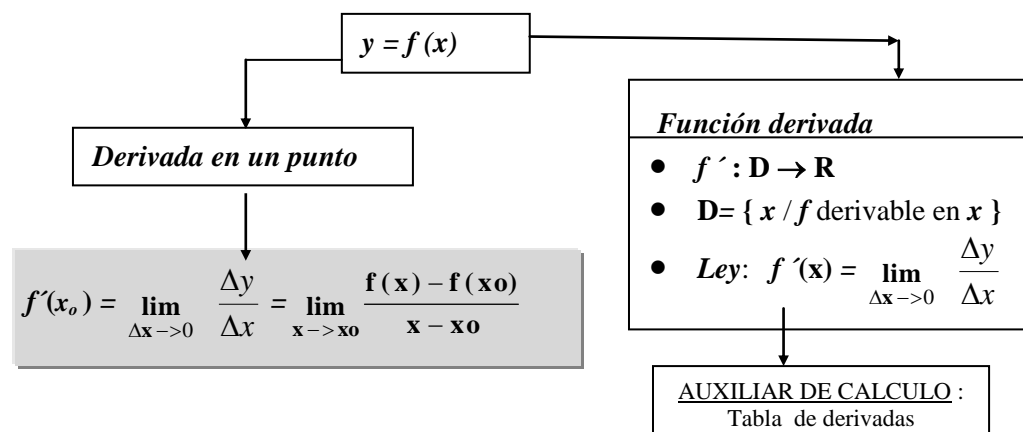 y = f (x)
Derivada en un punto
f´(xₒ) = lim Δx −>0 Δy/Δx = lim x −> xo f ( x ) − f ( xo) / x − xo
Función derivada
• f ´ : D → R
• D= { x / f derivable en x }
• Ley: f ´(x) = lim Δx −>0 Δy/Δx
AUXILIAR DE CALCULO :
Tabla de derivadas